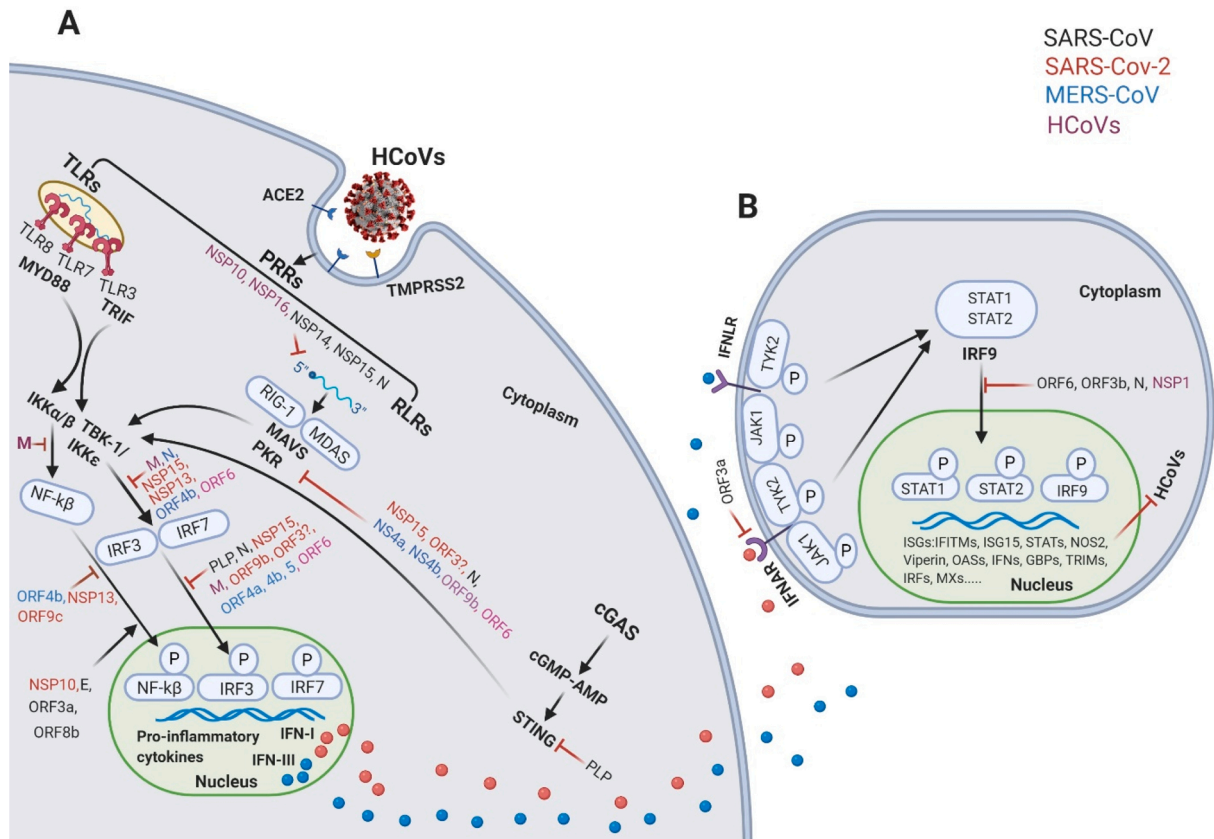 A
SARS-CoV
SARS-Cov-2
MERS-CoV
HCoVs
HCoVs
ACE2
TMPRSS2
TLRs
TLR8
TLR7
TLR3
MYD88
TRIF
PRRs
NSP10, NSP16, NSP14, NSP15, N
5"
3"
RLRs
RIG-1
MDAS
MAVS
PKR
Cytoplasm
IKKα/β
TBK-1/
IKKε
M
M,N,
NSP15,
NSP13,
ORF4b, ORF6
NF-kβ
IRF3
IRF7
PLP,N, NSP15,
M, ORF9b, ORF3?,-
ORF4a, 4b, 5, ORF6
NSP15, ORF3?, N,
NS4a, NS4b, ORF9b, ORF6
ORF4b, NSP13,
ORF9c
NSP10,E,
ORF3a,
ORF8b
P
P
P
NF-kβ
IRF3
IRF7
Pro-inflammatory
cytokines
IFN-I
IFN-III
Nucleus
cGAS
cGMP-AMP
STING
PLP
B
IFNLR
TYK2
P
JAK1
P
TYK2
P
JAK1
P
ORF3a
IFNAR
STAT1
STAT2
IRF9
Cytoplasm
ORF6, ORF3b, N, NSP1
P
P
P
STAT1
STAT2
IRF9
HCoVs
ISGs:IFITMs, ISG15, STATs, NOS2,
Viperin, OASs, IFNs, GBPs, TRIMs,
IRFs, MXs.....
Nucleus